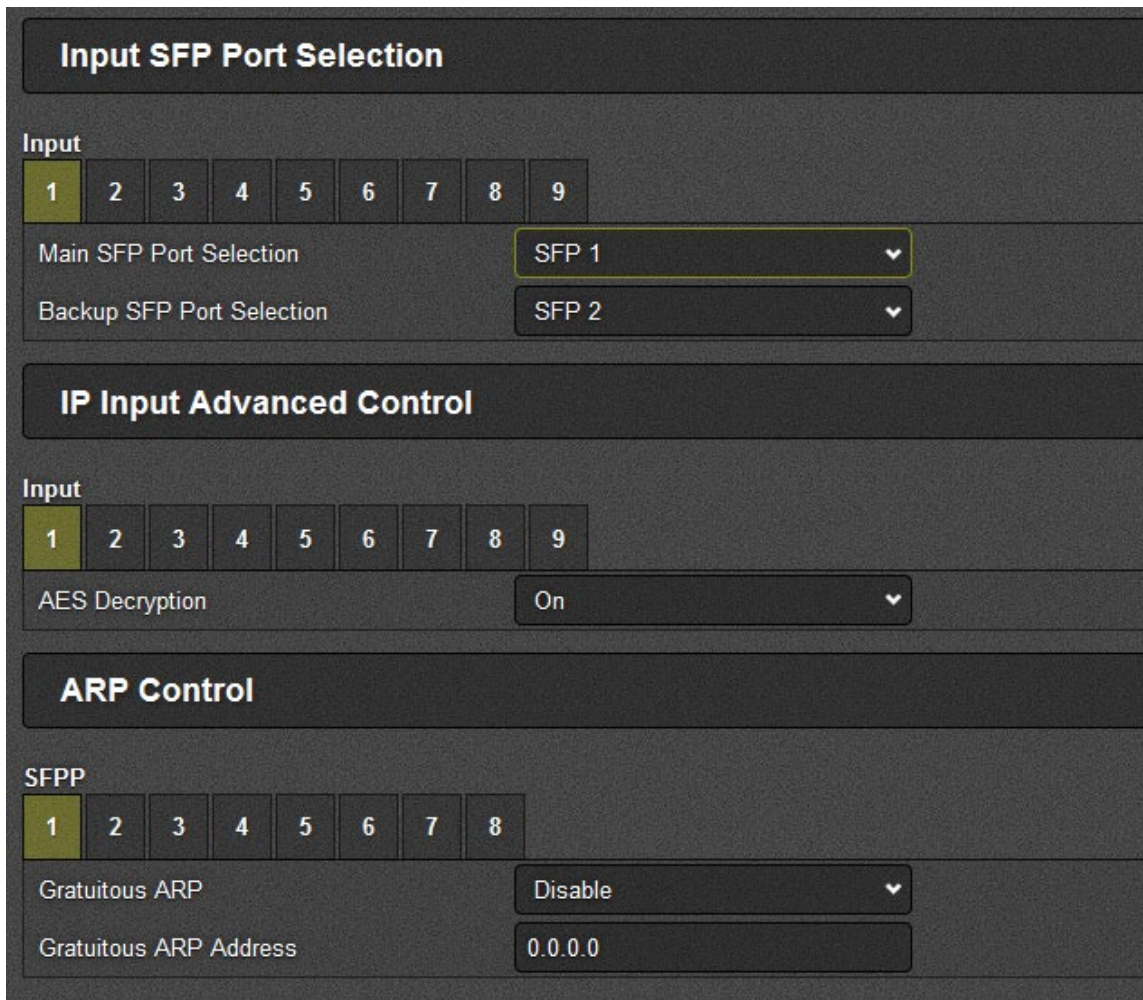 Input SFP Port Selection
Input
1 2 3 4 5 6 7 8 9
Main SFP Port Selection SFP 1
Backup SFP Port Selection SFP 2
IP Input Advanced Control
Input
1 2 3 4 5 6 7 8 9
AES Decryption On
ARP Control
SFPP
1 2 3 4 5 6 7 8
Gratuitous ARP Disable
Gratuitous ARP Address 0.0.0.0